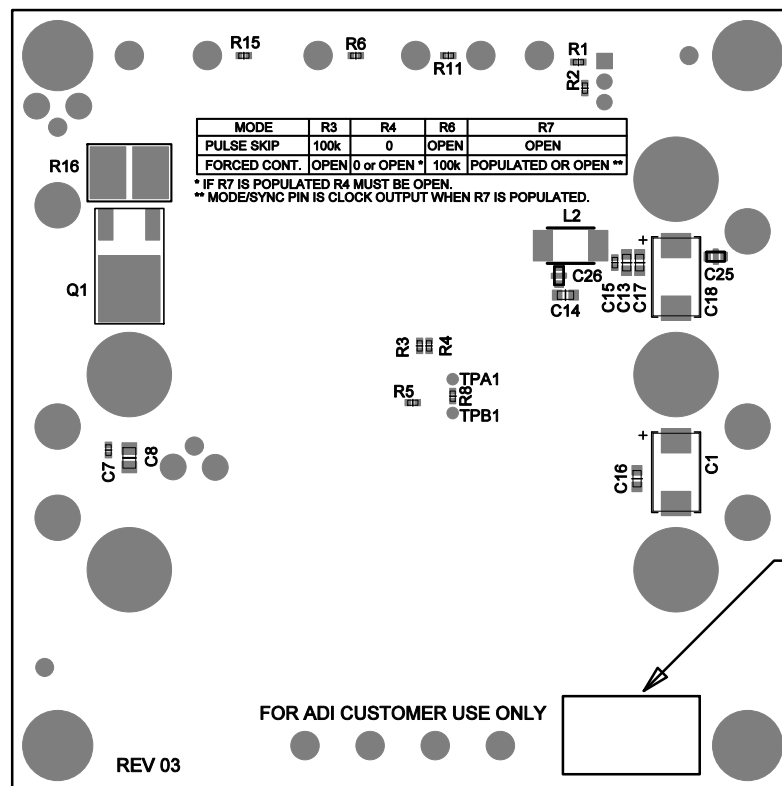 R15 R6 R11 R1
R2
MODE R3 R4 R6 R7
PULSE SKIP 100k 0 OPEN OPEN
FORCED CONT. OPEN 0 or OPEN * 100k POPULATED OR OPEN **
* IF R7 IS POPULATED R4 MUST BE OPEN.
** MODE/SYNC PIN IS CLOCK OUTPUT WHEN R7 IS POPULATED.
R16
L2
+
Q1
C26
C14
C15
C13
C17
C18
C25
R3
R4
TPA1
R5
R8
TPB1
+
C7
C8
C16
C1
FOR ADI CUSTOMER USE ONLY
REV 03